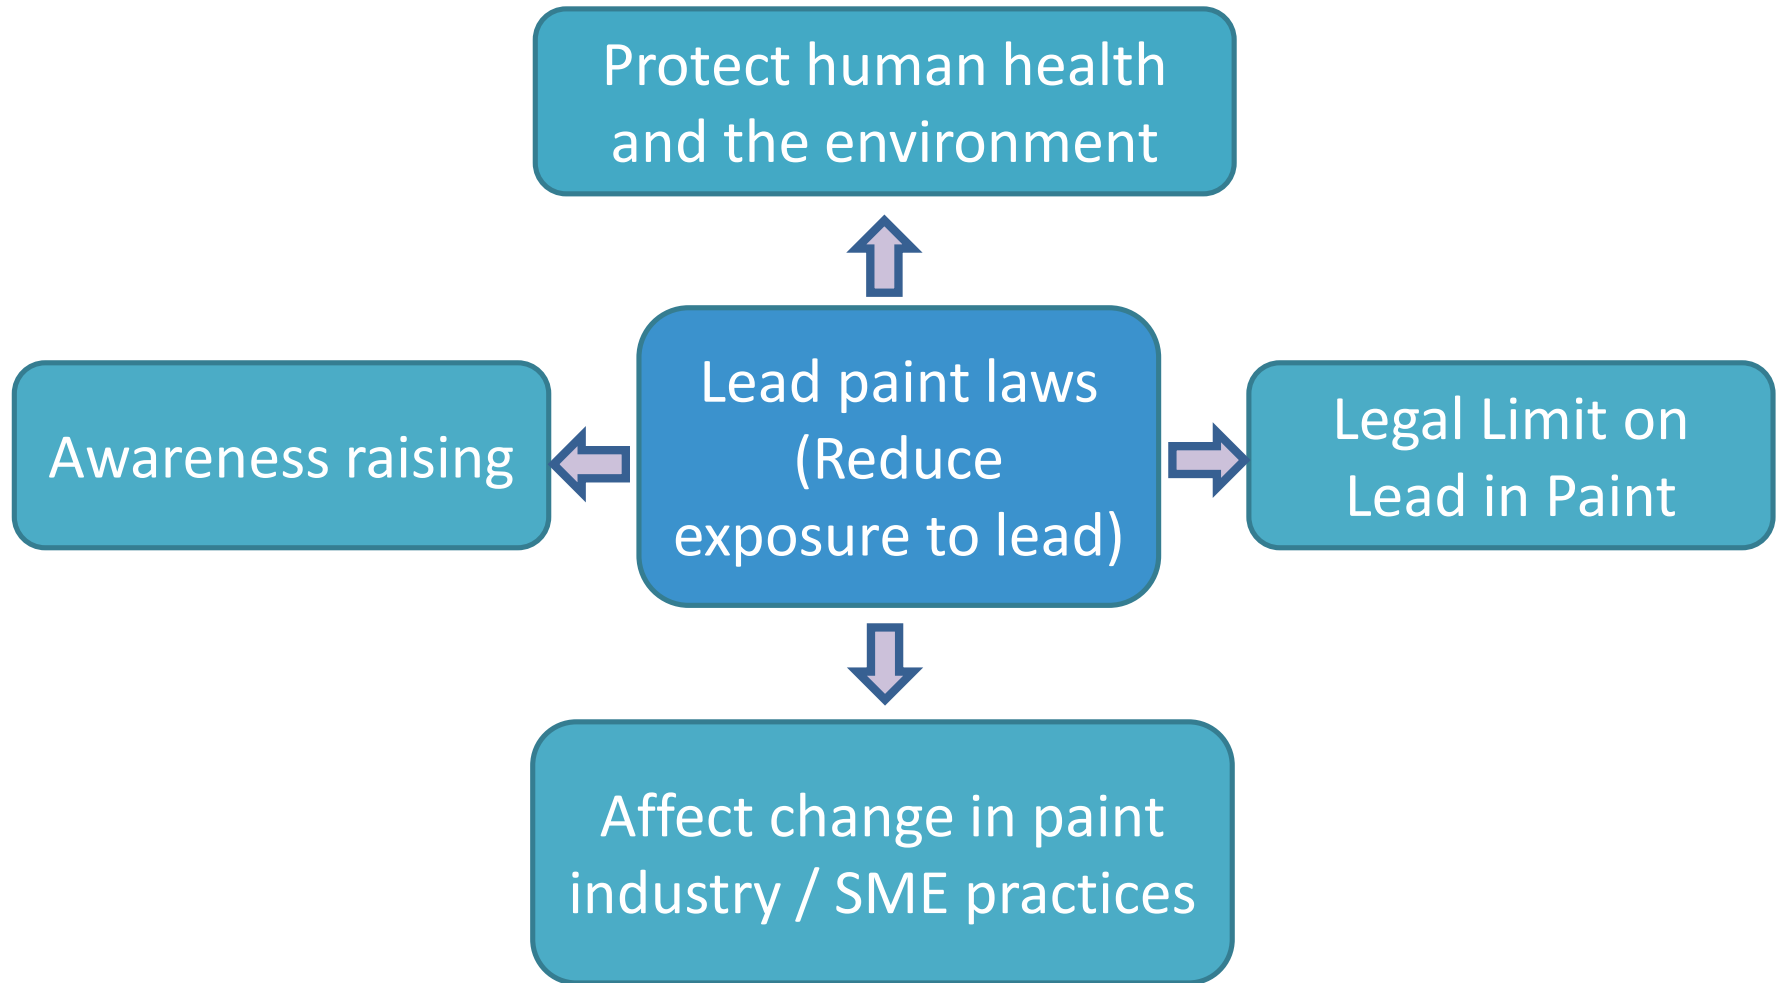 Protect human health
and the environment
Lead paint laws
(Reduce
exposure to lead)
Awareness raising
Legal Limit on
Lead in Paint
Affect change in paint
industry / SME practices